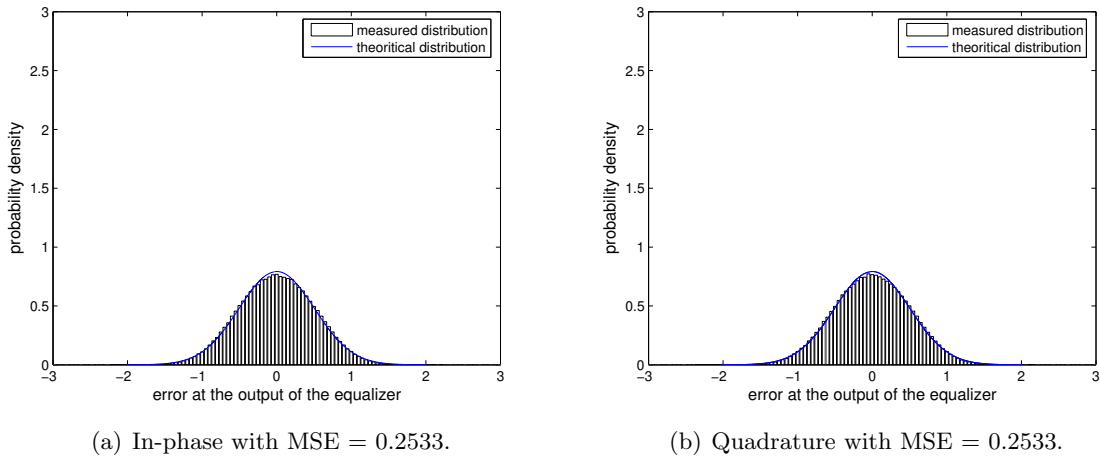 3
2.5
2
1.5
1
0.5
0
probability density
measured distribution
theoritical distribution
−3 −2 −1 0 1 2 3
error at the output of the equalizer
(a) In-phase with MSE = 0.2533.
3
2.5
2
1.5
1
0.5
0
probability density
measured distribution
theoritical distribution
−3 −2 −1 0 1 2 3
error at the output of the equalizer
(b) Quadrature with MSE = 0.2533.